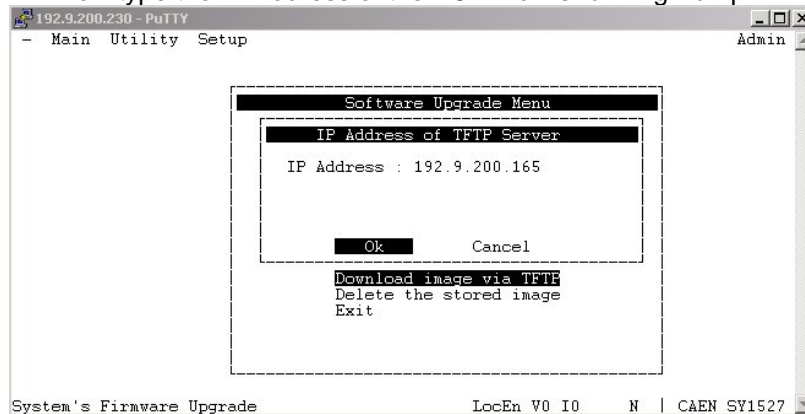 192.9.200.230 - PuTTY
- Main Utility Setup Admin
Software Upgrade Menu
IP Address of TFTP Server
IP Address : 192.9.200.165
Ok Cancel
Download image via TFTP
Delete the stored image
Exit
System's Firmware Upgrade LocEn V0 I0 N | CAEN SY1527